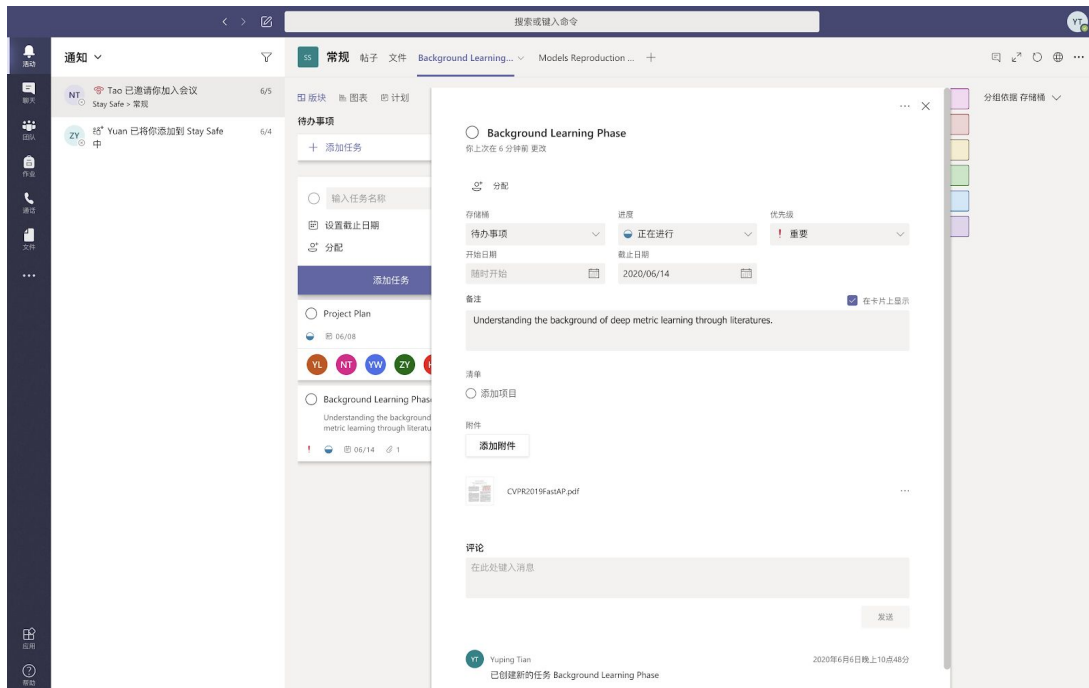 搜索或键入命令
YT
活动
聊天
团队
作业
通话
文件
应用
帮助
通知
NT
Tao 已邀请你加入会议
6/5
Stay Safe > 常规
ZY
Yuan 已将你添加到 Stay Safe 中
6/4
SS
常规
帖子
文件
Background Learning...
Models Reproduction ...
版块
图表
计划
分组依据 存储桶
待办事项
添加任务
输入任务名称
设置截止日期
分配
添加任务
Project Plan
06/08
YL
NT
YW
ZY
Background Learning Phas
Understanding the background
metric learning through literatu
! 06/14 1
Background Learning Phase
你上次在 6 分钟前 更改
分配
存储桶
进度
优先级
待办事项
正在进行
! 重要
开始日期
截止日期
随时开始
2020/06/14
备注
在卡片上显示
Understanding the background of deep metric learning through literatures.
清单
添加项目
附件
添加附件
CVPR2019FastAP.pdf
评论
在此处键入消息
发送
YT
Yuping Tian
2020年6月6日晚上10点48分
已创建新的任务 Background Learning Phase